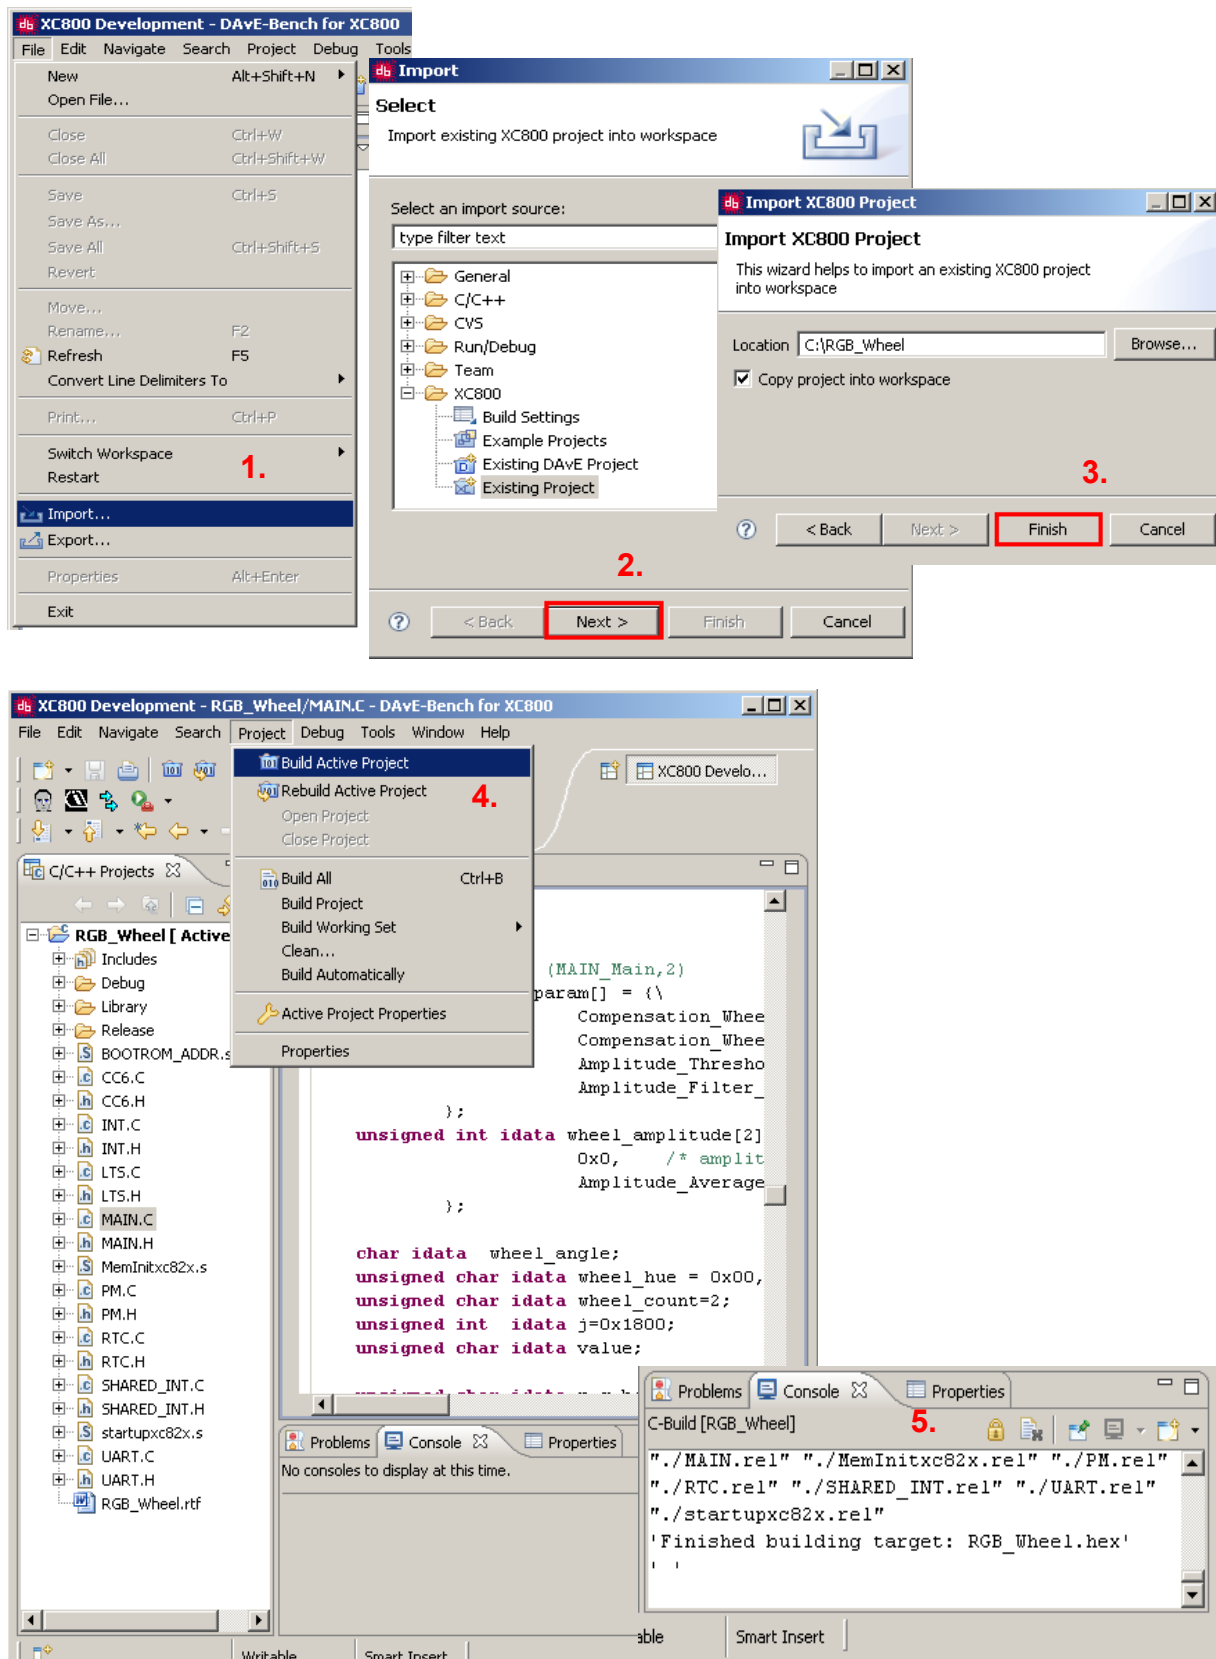 XC800 Development - DAvE-Bench for XC800
File Edit Navigate Search Project Debug Tools
New Alt+Shift+N
Open File...
Close Ctrl+W
Close All Ctrl+Shift+W
Save Ctrl+S
Save As...
Save All Ctrl+Shift+S
Revert
Move...
Rename... F2
Refresh F5
Convert Line Delimiters To
Print... Ctrl+P
Switch Workspace
Restart
1.
Import...
Export...
Properties Alt+Enter
Exit
Import
Select
Import existing XC800 project into workspace
Select an import source:
type filter text
General
C/C++
CVS
Run/Debug
Team
XC800
Build Settings
Example Projects
Existing DAvE Project
Existing Project
2.
< Back Next > Finish Cancel
Import XC800 Project
Import XC800 Project
This wizard helps to import an existing XC800 project
into workspace
Location C:\RGB_Wheel Browse...
Copy project into workspace
3.
< Back Next > Finish Cancel
XC800 Development - RGB_Wheel/MAIN.C - DAvE-Bench for XC800
File Edit Navigate Search Project Debug Tools Window Help
Build Active Project
Rebuild Active Project
4.
Open Project
Close Project
Build All Ctrl+B
Build Project
Build Working Set
Clean...
Build Automatically
Active Project Properties
Properties
XC800 Develo...
C/C++ Projects
RGB_Wheel [ Active
Includes
Debug
Library
Release
BOOTROM_ADDR.s
CC6.C
CC6.H
INT.C
INT.H
LTS.C
LTS.H
MAIN.C
MAIN.H
MemInitxc82x.s
PM.C
PM.H
RTC.C
RTC.H
SHARED_INT.C
SHARED_INT.H
startupxc82x.s
UART.C
UART.H
RGB_Wheel.rtf
(MAIN_Main,2)
param[] = {\
Compensation_Whee
Compensation_Whee
Amplitude_Thresho
Amplitude_Filter_
};
unsigned int idata wheel_amplitude[2]
0x0, /* amplit
Amplitude_Average
};
char idata wheel_angle;
unsigned char idata wheel_hue = 0x00,
unsigned char idata wheel_count=2;
unsigned int idata j=0x1800;
unsigned char idata value;
Problems Console Properties
No consoles to display at this time.
Writable Smart Insert
Problems Console Properties
C-Build [RGB_Wheel]
5.
"./MAIN.rel" "./MemInitxc82x.rel" "./PM.rel"
"./RTC.rel" "./SHARED_INT.rel" "./UART.rel"
"./startupxc82x.rel"
'Finished building target: RGB_Wheel.hex'
' '
able Smart Insert